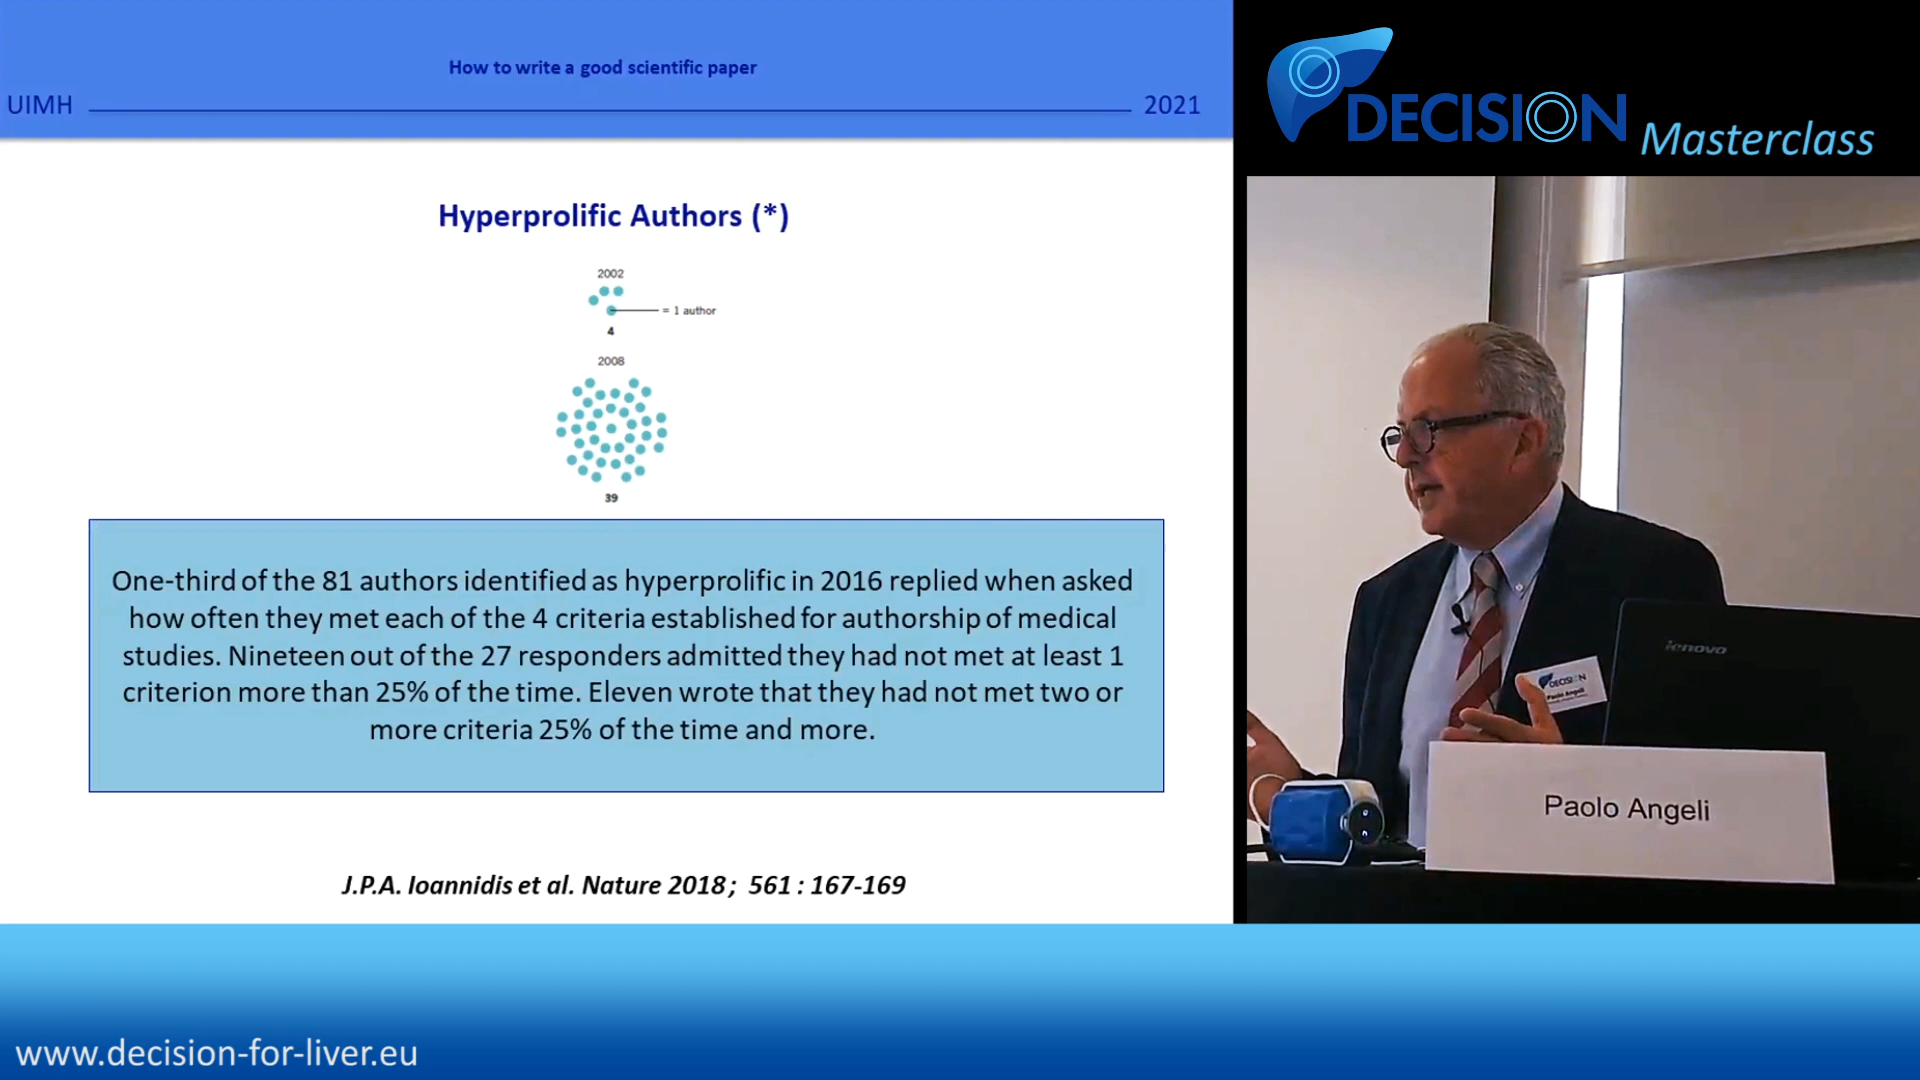 How to write a good scientific paper
UIMH
2021
Hyperprolific Authors (*)
2002
= 1 author
4
2008
39
One-third of the 81 authors identified as hyperprolific in 2016 replied when asked
how often they met each of the 4 criteria established for authorship of medical
studies. Nineteen out of the 27 responders admitted they had not met at least 1
criterion more than 25% of the time. Eleven wrote that they had not met two or
more criteria 25% of the time and more.
J.P.A. Ioannidis et al. Nature 2018; 561 : 167-169
DECISION
Masterclass
lenovo
DECISION
Paolo Angeli
Paolo Angeli
www.decision-for-liver.eu